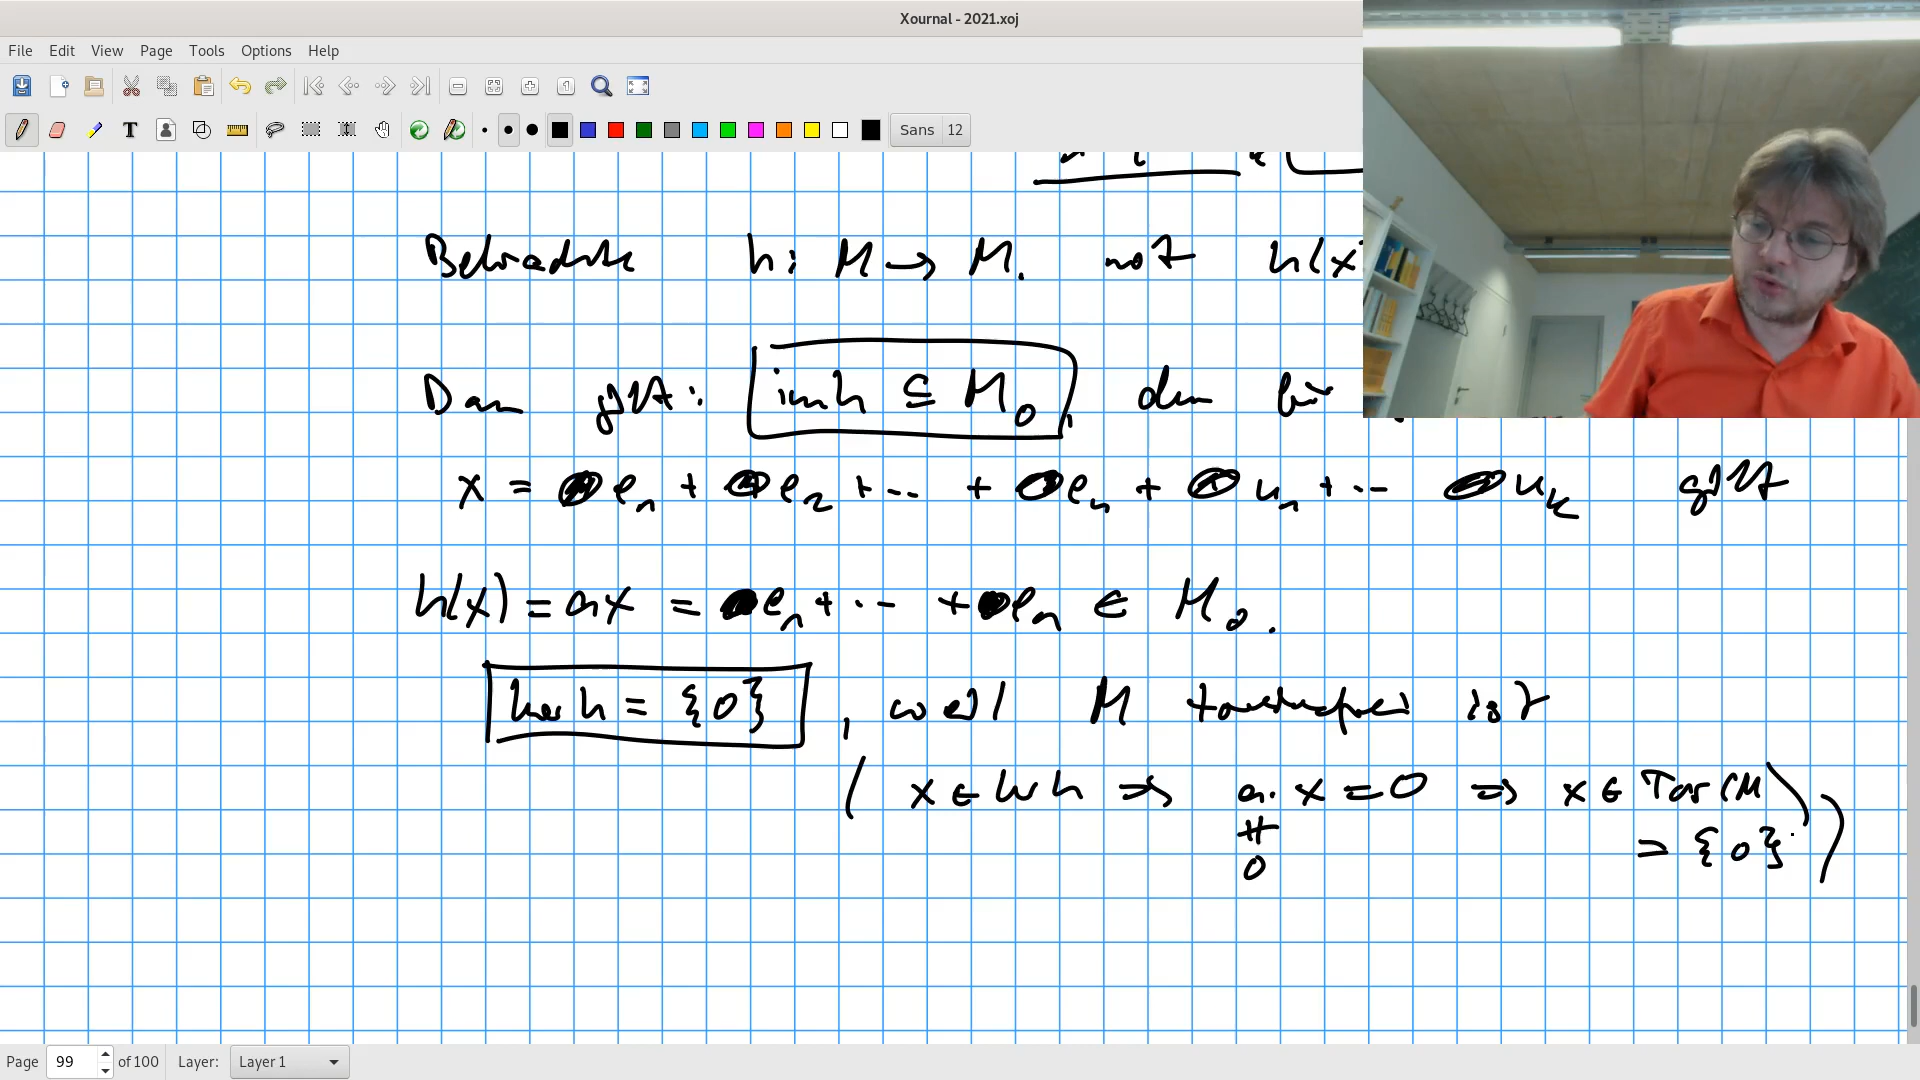 Xournal - 2021.xoj
File Edit View Page Tools Options Help
Sans 12
Betrachte h: M → M. mit h(x
Dann gilt: im h ⊆ M₀, denn für
x = e₁ + e₂ + ... + eₙ + u₁ + ... uₖ gilt
h(x) = ax = e₁ + ... + eₙ ∈ M₀.
ker h = {0}, weil M torsionsfrei ist
( x ∈ ker h ⇒ a · x = 0 ⇒ x ∈ Tor(M)
≠
= {0} )
0
Page 99 of 100 Layer: Layer 1